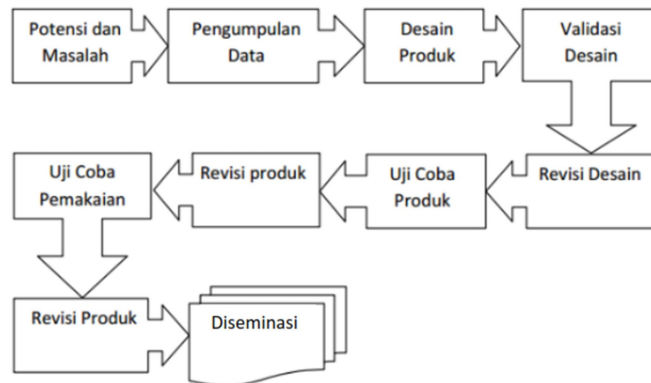 Potensi dan
Masalah
Pengumpulan
Data
Desain
Produk
Validasi
Desain
Revisi Desain
Uji Coba
Produk
Revisi produk
Uji Coba
Pemakaian
Revisi Produk
Diseminasi